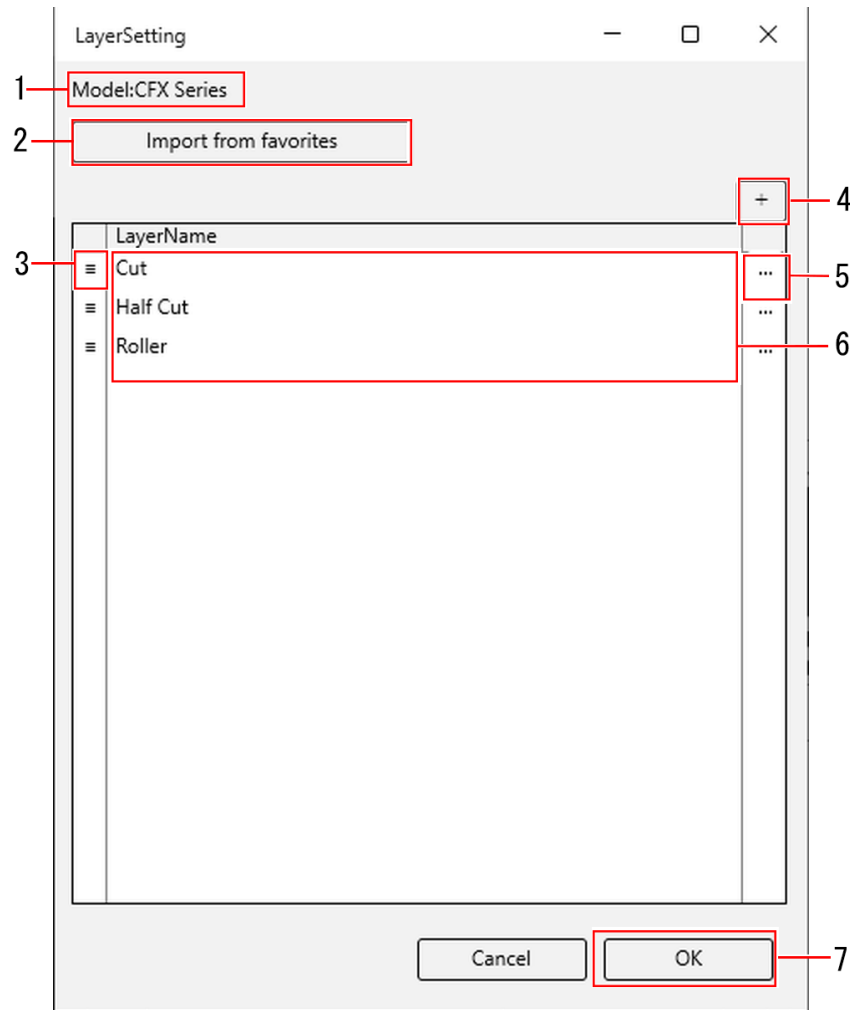 LayerSetting
1
Model:CFX Series
2
Import from favorites
+
4
LayerName
3
≡
Cut
...
5
≡
Half Cut
...
≡
Roller
...
6
Cancel
OK
7